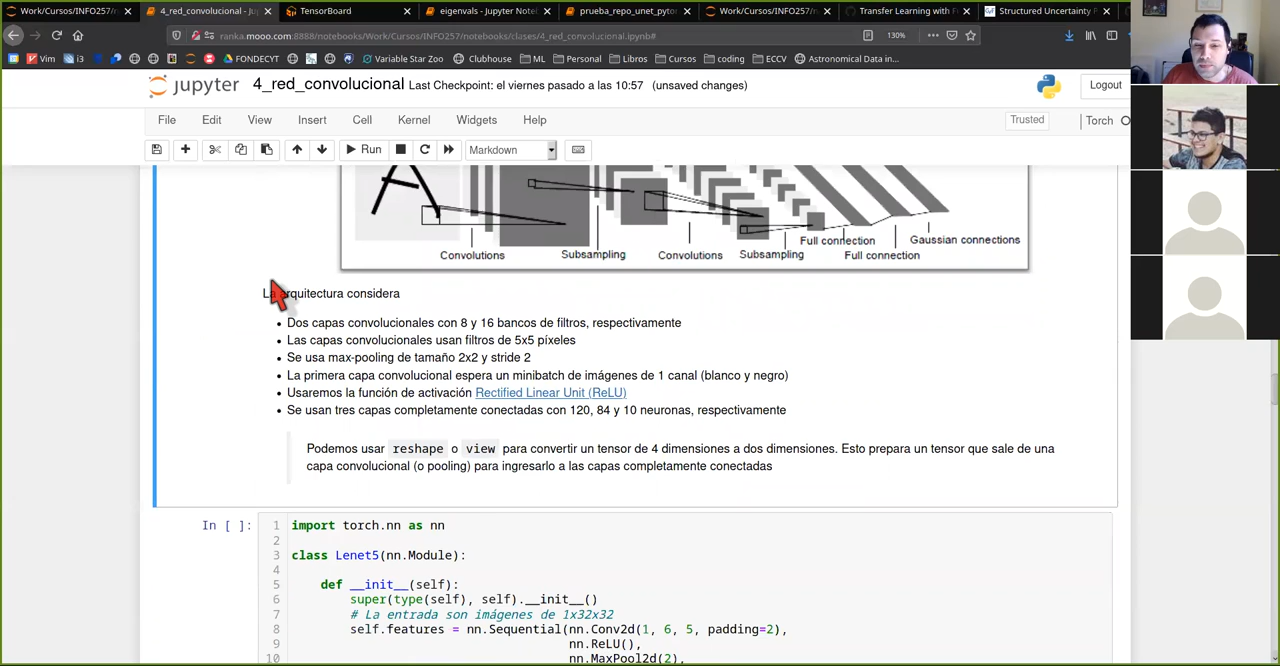 Work/Cursos/INFO257/n
4_red_convolucional - Ju
TensorBoard
eigenvals - Jupyter Notel
prueba_repo_unet_pyto
Work/Cursos/INFO257/n
Transfer Learning with F
Structured Uncertainty P
ranka.mooo.com:8888/notebooks/Work/Cursos/INFO257/notebooks/clases/4_red_convolucional.ipynb#
130%
Vim
i3
FONDECYT
Variable Star Zoo
Clubhouse
ML
Personal
Libros
Cursos
coding
ECCV
Astronomical Data in...
jupyter 4_red_convolucional Last Checkpoint: el viernes pasado a las 10:57 (unsaved changes)
Logout
File Edit View Insert Cell Kernel Widgets Help
Trusted
Torch
Run
Markdown
Convolutions
Subsampling
Convolutions
Subsampling
Full connection
Full connection
Gaussian connections
La arquitectura considera
• Dos capas convolucionales con 8 y 16 bancos de filtros, respectivamente
• Las capas convolucionales usan filtros de 5x5 píxeles
• Se usa max-pooling de tamaño 2x2 y stride 2
• La primera capa convolucional espera un minibatch de imágenes de 1 canal (blanco y negro)
• Usaremos la función de activación Rectified Linear Unit (ReLU)
• Se usan tres capas completamente conectadas con 120, 84 y 10 neuronas, respectivamente
Podemos usar reshape o view para convertir un tensor de 4 dimensiones a dos dimensiones. Esto prepara un tensor que sale de una
capa convolucional (o pooling) para ingresarlo a las capas completamente conectadas
In [ ]:
1 import torch.nn as nn
2
3 class Lenet5(nn.Module):
4
5 def __init__(self):
6 super(type(self), self).__init__()
7 # La entrada son imágenes de 1x32x32
8 self.features = nn.Sequential(nn.Conv2d(1, 6, 5, padding=2),
9 nn.ReLU(),
10 nn.MaxPool2d(2),